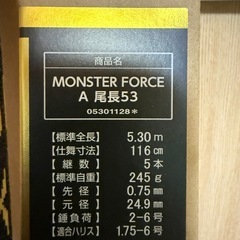 商品名
MONSTER FORCE
A 尾長53
05301128*
【標準全長】 5.30 m
【仕舞寸法】 116 ㎝
【継数】 5 本
【標準自重】 245 g
【先径】 0.75 ㎜
【元径】 24.9 ㎜
【錘負荷】 2−6 号
【適合ハリス】 1.75−6 号